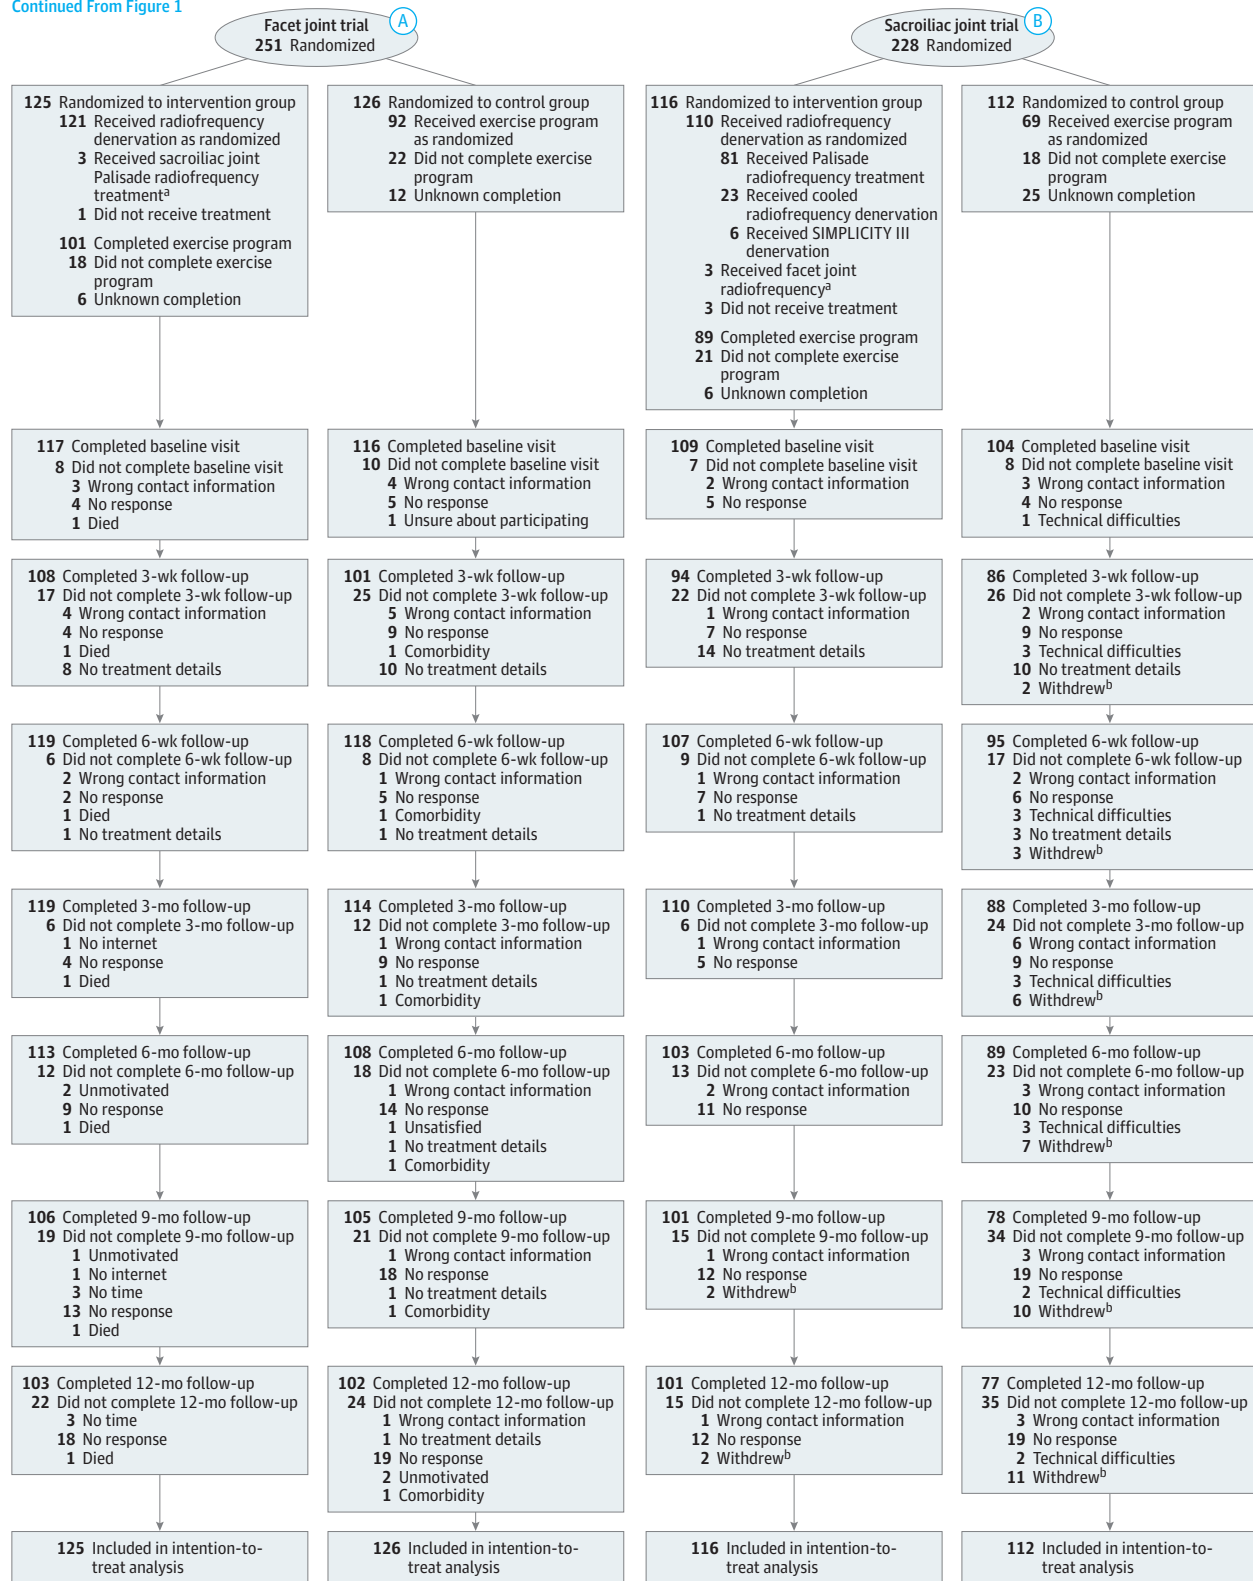 Continued From Figure 1
Facet joint trial
251 Randomized
A
125 Randomized to intervention group
121 Received radiofrequency
denervation as randomized
3 Received sacroiliac joint
Palisade radiofrequency
treatmentᵃ
1 Did not receive treatment
101 Completed exercise program
18 Did not complete exercise
program
6 Unknown completion
126 Randomized to control group
92 Received exercise program
as randomized
22 Did not complete exercise
program
12 Unknown completion
117 Completed baseline visit
8 Did not complete baseline visit
3 Wrong contact information
4 No response
1 Died
116 Completed baseline visit
10 Did not complete baseline visit
4 Wrong contact information
5 No response
1 Unsure about participating
108 Completed 3-wk follow-up
17 Did not complete 3-wk follow-up
4 Wrong contact information
4 No response
1 Died
8 No treatment details
101 Completed 3-wk follow-up
25 Did not complete 3-wk follow-up
5 Wrong contact information
9 No response
1 Comorbidity
10 No treatment details
119 Completed 6-wk follow-up
6 Did not complete 6-wk follow-up
2 Wrong contact information
2 No response
1 Died
1 No treatment details
118 Completed 6-wk follow-up
8 Did not complete 6-wk follow-up
1 Wrong contact information
5 No response
1 Comorbidity
1 No treatment details
119 Completed 3-mo follow-up
6 Did not complete 3-mo follow-up
1 No internet
4 No response
1 Died
114 Completed 3-mo follow-up
12 Did not complete 3-mo follow-up
1 Wrong contact information
9 No response
1 No treatment details
1 Comorbidity
113 Completed 6-mo follow-up
12 Did not complete 6-mo follow-up
2 Unmotivated
9 No response
1 Died
108 Completed 6-mo follow-up
18 Did not complete 6-mo follow-up
1 Wrong contact information
14 No response
1 Unsatisfied
1 No treatment details
1 Comorbidity
106 Completed 9-mo follow-up
19 Did not complete 9-mo follow-up
1 Unmotivated
1 No internet
3 No time
13 No response
1 Died
105 Completed 9-mo follow-up
21 Did not complete 9-mo follow-up
1 Wrong contact information
18 No response
1 No treatment details
1 Comorbidity
103 Completed 12-mo follow-up
22 Did not complete 12-mo follow-up
3 No time
18 No response
1 Died
102 Completed 12-mo follow-up
24 Did not complete 12-mo follow-up
1 Wrong contact information
1 No treatment details
19 No response
2 Unmotivated
1 Comorbidity
125 Included in intention-to-
treat analysis
126 Included in intention-to-
treat analysis
Sacroiliac joint trial
228 Randomized
B
116 Randomized to intervention group
110 Received radiofrequency
denervation as randomized
81 Received Palisade
radiofrequency treatment
23 Received cooled
radiofrequency denervation
6 Received SIMPLICITY III
denervation
3 Received facet joint
radiofrequencyᵃ
3 Did not receive treatment
89 Completed exercise program
21 Did not complete exercise
program
6 Unknown completion
112 Randomized to control group
69 Received exercise program
as randomized
18 Did not complete exercise
program
25 Unknown completion
109 Completed baseline visit
7 Did not complete baseline visit
2 Wrong contact information
5 No response
104 Completed baseline visit
8 Did not complete baseline visit
3 Wrong contact information
4 No response
1 Technical difficulties
94 Completed 3-wk follow-up
22 Did not complete 3-wk follow-up
1 Wrong contact information
7 No response
14 No treatment details
86 Completed 3-wk follow-up
26 Did not complete 3-wk follow-up
2 Wrong contact information
9 No response
3 Technical difficulties
10 No treatment details
2 Withdrewᵇ
107 Completed 6-wk follow-up
9 Did not complete 6-wk follow-up
1 Wrong contact information
7 No response
1 No treatment details
95 Completed 6-wk follow-up
17 Did not complete 6-wk follow-up
2 Wrong contact information
6 No response
3 Technical difficulties
3 No treatment details
3 Withdrewᵇ
110 Completed 3-mo follow-up
6 Did not complete 3-mo follow-up
1 Wrong contact information
5 No response
88 Completed 3-mo follow-up
24 Did not complete 3-mo follow-up
6 Wrong contact information
9 No response
3 Technical difficulties
6 Withdrewᵇ
103 Completed 6-mo follow-up
13 Did not complete 6-mo follow-up
2 Wrong contact information
11 No response
89 Completed 6-mo follow-up
23 Did not complete 6-mo follow-up
3 Wrong contact information
10 No response
3 Technical difficulties
7 Withdrewᵇ
101 Completed 9-mo follow-up
15 Did not complete 9-mo follow-up
1 Wrong contact information
12 No response
2 Withdrewᵇ
78 Completed 9-mo follow-up
34 Did not complete 9-mo follow-up
3 Wrong contact information
19 No response
2 Technical difficulties
10 Withdrewᵇ
101 Completed 12-mo follow-up
15 Did not complete 12-mo follow-up
1 Wrong contact information
12 No response
2 Withdrewᵇ
77 Completed 12-mo follow-up
35 Did not complete 12-mo follow-up
3 Wrong contact information
19 No response
2 Technical difficulties
11 Withdrewᵇ
116 Included in intention-to-
treat analysis
112 Included in intention-to-
treat analysis